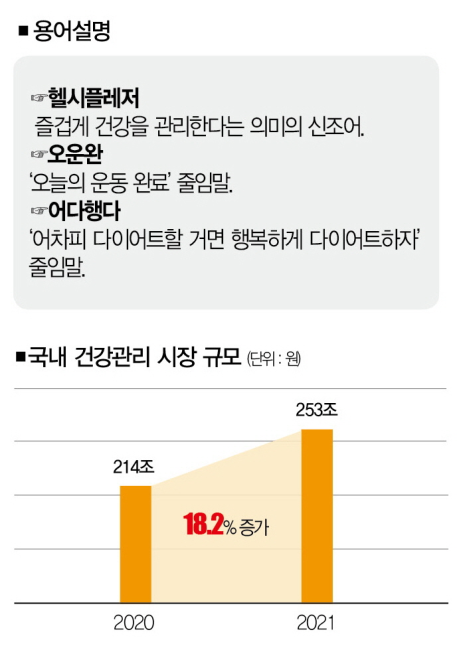 ■ 용어설명
☞헬시플레저
즐겁게 건강을 관리한다는 의미의 신조어.
☞오운완
‘오늘의 운동 완료’ 줄임말.
☞어다행다
‘어차피 다이어트할 거면 행복하게 다이어트하자’
줄임말.
■국내 건강관리 시장 규모 (단위 : 원)
253조
214조
18.2% 증가
2020 2021